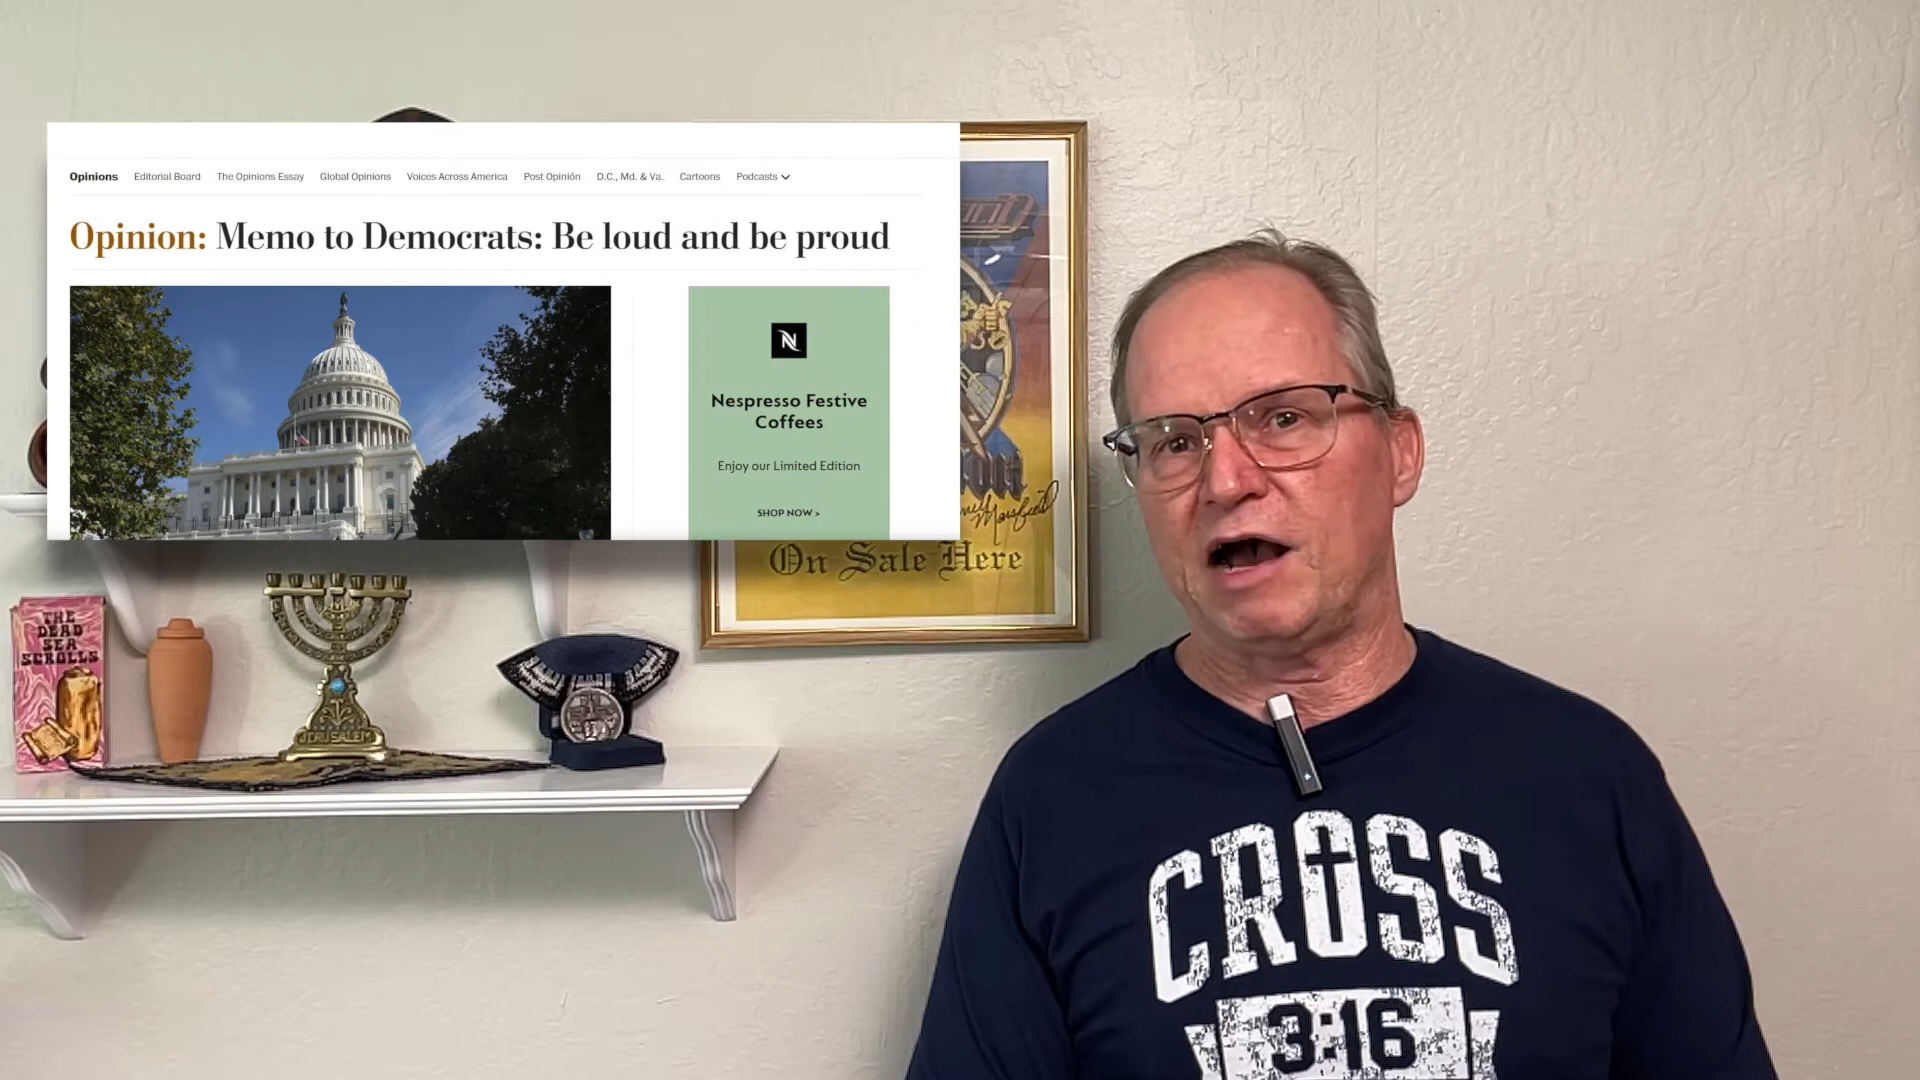 Opinions Editorial Board The Opinions Essay Global Opinions Voices Across America Post Opinión D.C., Md. & Va. Cartoons Podcasts
Opinion: Memo to Democrats: Be loud and be proud
N
Nespresso Festive
Coffees
Enjoy our Limited Edition
SHOP NOW >
On Sale Here
THE
DEAD
SEA
SCROLLS
JERUSALEM
CROSS
3:16